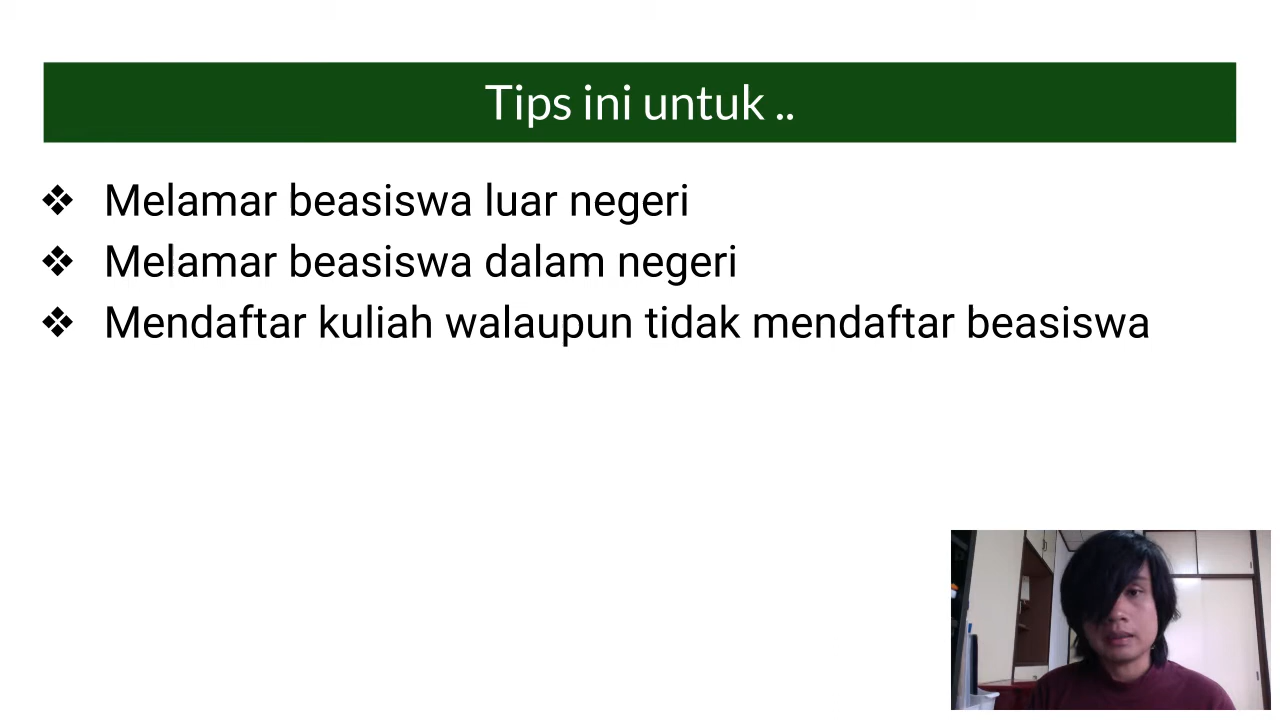 Tips ini untuk ..
❖ Melamar beasiswa luar negeri
❖ Melamar beasiswa dalam negeri
❖ Mendaftar kuliah walaupun tidak mendaftar beasiswa